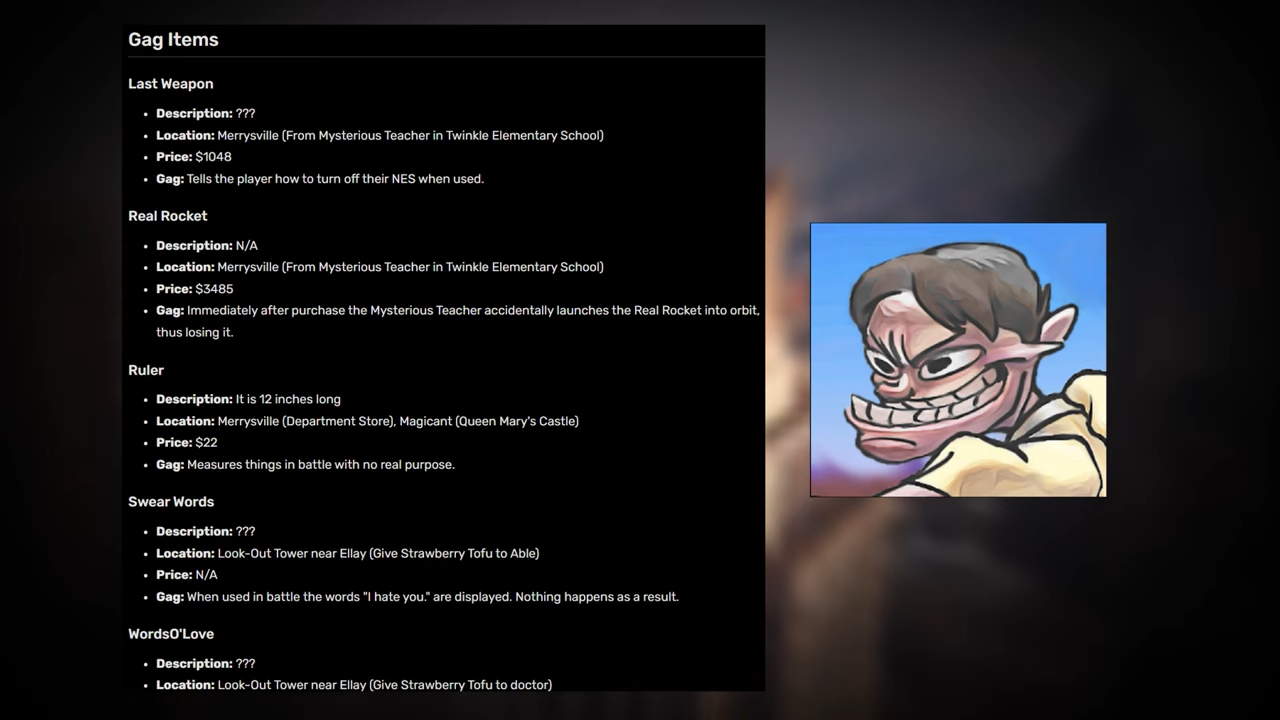 Gag Items
Last Weapon
• Description: ???
• Location: Merrysville (From Mysterious Teacher in Twinkle Elementary School)
• Price: $1048
• Gag: Tells the player how to turn off their NES when used.
Real Rocket
• Description: N/A
• Location: Merrysville (From Mysterious Teacher in Twinkle Elementary School)
• Price: $3485
• Gag: Immediately after purchase the Mysterious Teacher accidentally launches the Real Rocket into orbit,
thus losing it.
Ruler
• Description: It is 12 inches long
• Location: Merrysville (Department Store), Magicant (Queen Mary's Castle)
• Price: $22
• Gag: Measures things in battle with no real purpose.
Swear Words
• Description: ???
• Location: Look-Out Tower near Ellay (Give Strawberry Tofu to Able)
• Price: N/A
• Gag: When used in battle the words "I hate you." are displayed. Nothing happens as a result.
WordsO'Love
• Description: ???
• Location: Look-Out Tower near Ellay (Give Strawberry Tofu to doctor)